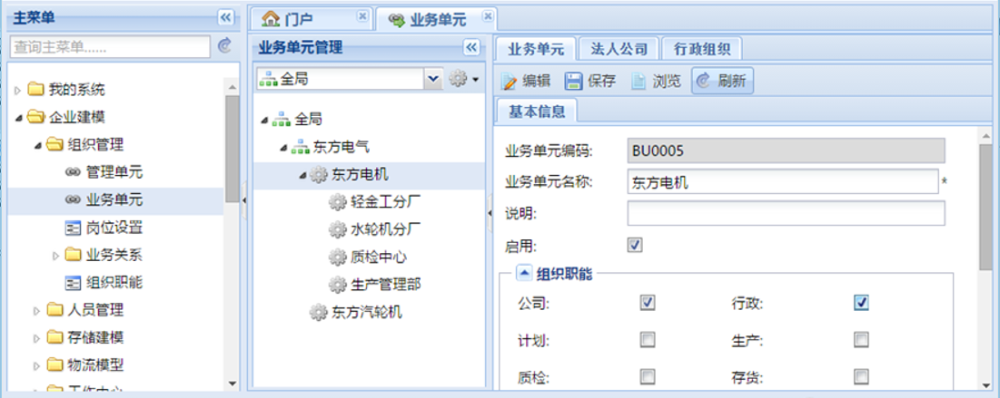 主菜单
查询主菜单......
我的系统
企业建模
组织管理
管理单元
业务单元
岗位设置
业务关系
组织职能
人员管理
存储建模
物流模型
工作中心
门户
业务单元
业务单元管理
全局
全局
东方电气
东方电机
轻金工分厂
水轮机分厂
质检中心
生产管理部
东方汽轮机
业务单元 法人公司 行政组织
编辑 保存 浏览 刷新
基本信息
业务单元编码: BU0005
业务单元名称: 东方电机 *
说明:
启用:
组织职能
公司: 行政:
计划: 生产:
质检: 存货: